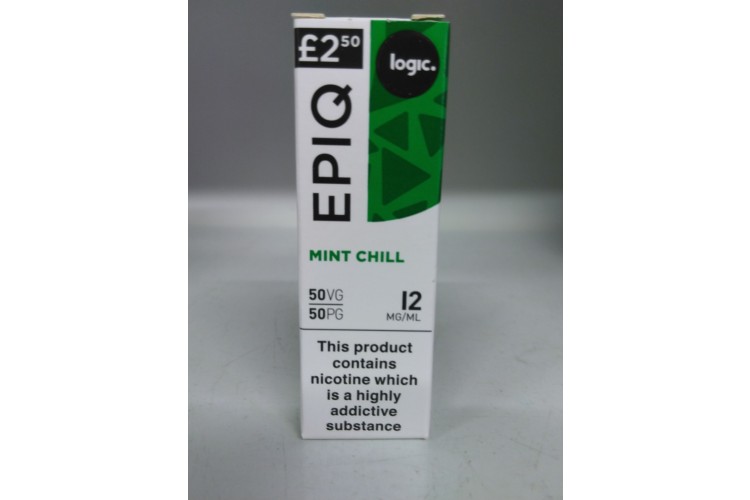 £2 50
logic.
EPIQ
MINT CHILL
50VG
50PG
12
MG/ML
This product
contains
nicotine which
is a highly
addictive
substance